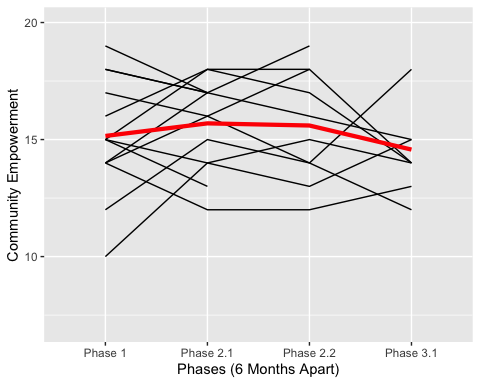 20
15
10
Community Empowerment
Phase 1 Phase 2.1 Phase 2.2 Phase 3.1
Phases (6 Months Apart)